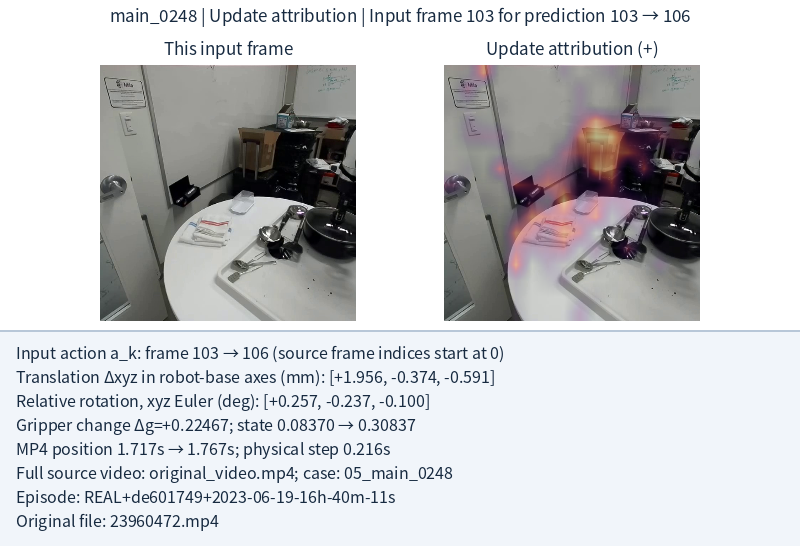 main_0248 | Update attribution | Input frame 103 for prediction 103 → 106
This input frame
Update attribution (+)
Input action a_k: frame 103 → 106 (source frame indices start at 0)
Translation Δxyz in robot-base axes (mm): [+1.956, -0.374, -0.591]
Relative rotation, xyz Euler (deg): [+0.257, -0.237, -0.100]
Gripper change Δg=+0.22467; state 0.08370 → 0.30837
MP4 position 1.717s → 1.767s; physical step 0.216s
Full source video: original_video.mp4; case: 05_main_0248
Episode: REAL+de601749+2023-06-19-16h-40m-11s
Original file: 23960472.mp4